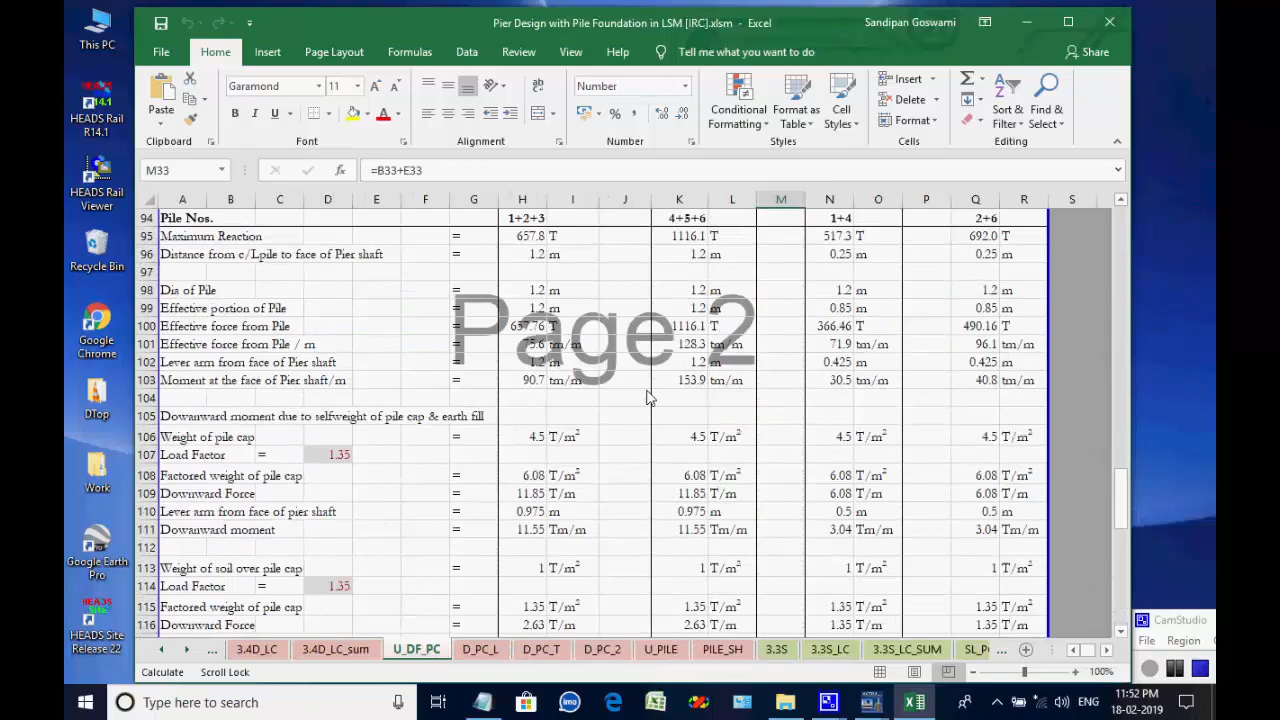 Pier Design with Pile Foundation in LSM [IRC].xlsm - Excel
Sandipan Goswami
This PC
File Home Insert Page Layout Formulas Data Review View Help Tell me what you want to do Share
Garamond 11 Number
Paste
B I U
Conditional Formatting
Format as Table
Cell Styles
Insert
Delete
Format
Sort & Filter
Find & Select
Clipboard Font Alignment Number Styles Cells Editing
HEADS Rail R14.1
HEADS Rail Viewer
Recycle Bin
Google Chrome
DTop
Work
Google Earth Pro
HEADS Site Release 22
M33 =B33+E33
A B C D E F G H I J K L M N O P Q R S
94 Pile Nos. 1+2+3 4+5+6 1+4 2+6
95 Maximum Reaction = 657.8 T 1116.1 T 517.3 T 692.0 T
96 Distance from c/Lpile to face of Pier shaft = 1.2 m 1.2 m 0.25 m 0.25 m
97
98 Dia of Pile = 1.2 m 1.2 m 1.2 m 1.2 m
99 Effective portion of Pile = 1.2 m 1.2 m 0.85 m 0.85 m
100 Effective force from Pile = 657.76 T 1116.1 T 366.46 T 490.16 T
101 Effective force from Pile / m = 75.6 tm/m 128.3 tm/m 71.9 tm/m 96.1 tm/m
102 Lever arm from face of Pier shaft = 1.2 m 1.2 m 0.425 m 0.425 m
103 Moment at the face of Pier shaft/m = 90.7 tm/m 153.9 tm/m 30.5 tm/m 40.8 tm/m
104
105 Dowanward moment due to selfweight of pile cap & earth fill
106 Weight of pile cap = 4.5 T/m² 4.5 T/m² 4.5 T/m² 4.5 T/m²
107 Load Factor = 1.35
108 Factored weight of pile cap = 6.08 T/m² 6.08 T/m² 6.08 T/m² 6.08 T/m²
109 Downward Force = 11.85 T/m 11.85 T/m 6.08 T/m 6.08 T/m
110 Lever arm from face of pier shaft = 0.975 m 0.975 m 0.5 m 0.5 m
111 Dowanward moment = 11.55 Tm/m 11.55 Tm/m 3.04 Tm/m 3.04 Tm/m
112
113 Weight of soil over pile cap = 1 T/m² 1 T/m² 1 T/m² 1 T/m²
114 Load Factor = 1.35
115 Factored weight of pile cap = 1.35 T/m² 1.35 T/m² 1.35 T/m² 1.35 T/m²
116 Downward Force = 2.63 T/m 2.63 T/m 1.35 T/m 1.35 T/m
Page 2
... 3.4D_LC 3.4D_LC_sum U_DF_PC D_PC_L D_PC_T D_PC_2 U_PILE PILE_SH 3.3S 3.3S_LC 3.3S_LC_SUM ...
Calculate Scroll Lock 100%
CamStudio
File Region
Type here to search
ENG
11:52 PM
18-02-2019